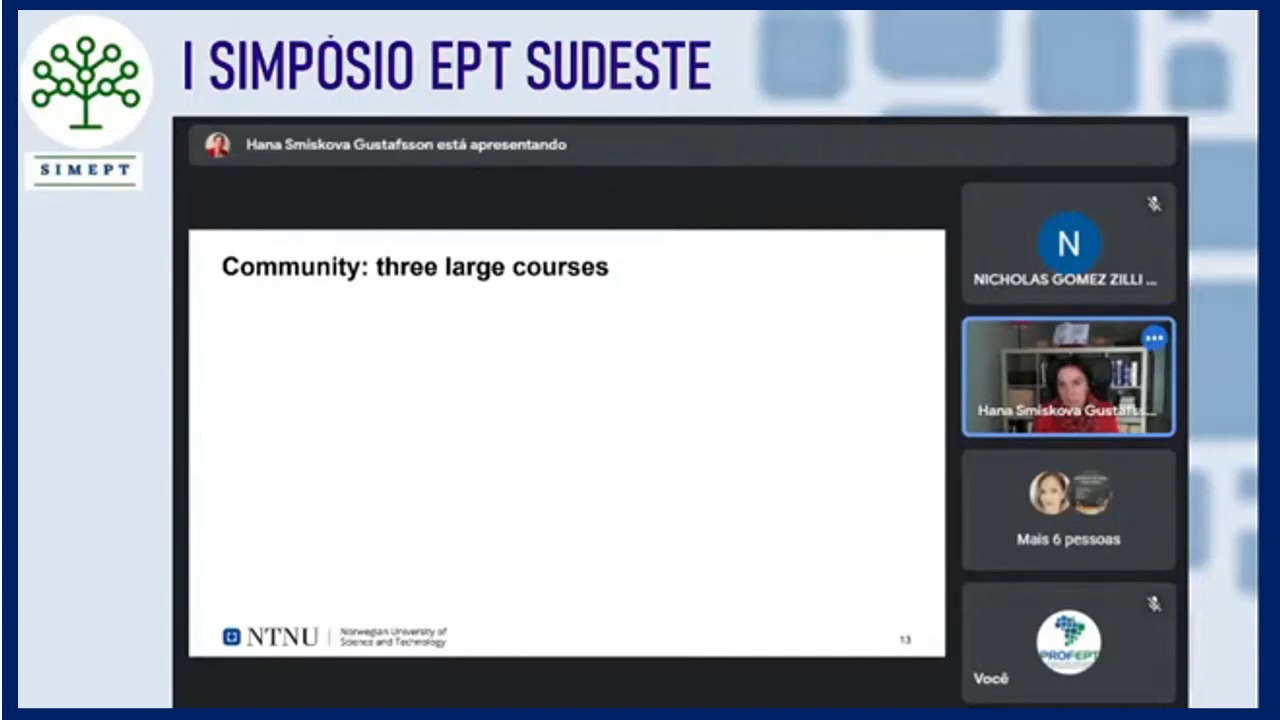 I SIMPÓSIO EPT SUDESTE
SIMEPT
Hana Smiskova Gustafsson está apresentando
Community: three large courses
NTNU
Norwegian University of
Science and Technology
13
N
NICHOLAS GOMEZ ZILLI ...
Hana Smiskova Gustafss...
Mais 6 pessoas
PROFEPT
Você